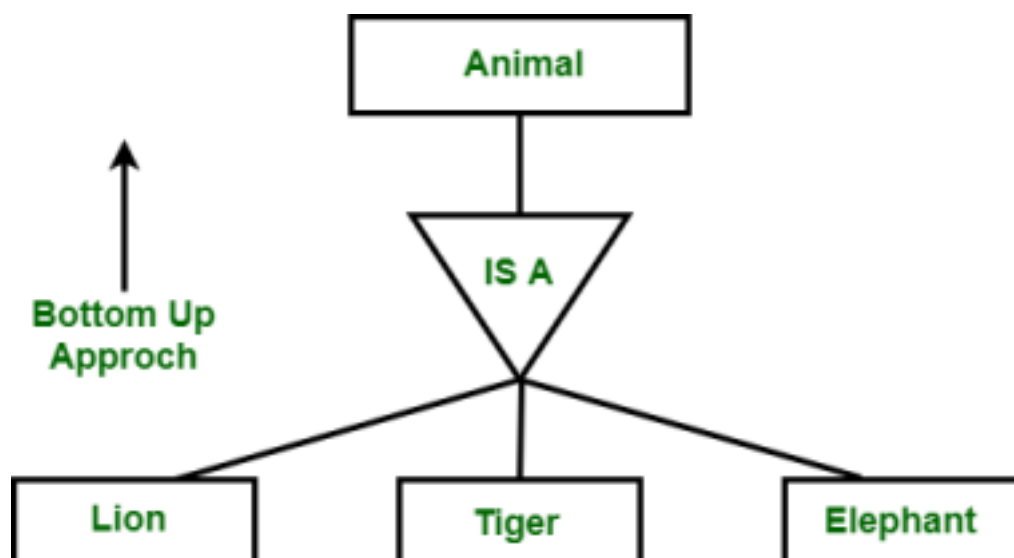 Animal
IS A
Bottom Up
Approch
Lion
Tiger
Elephant